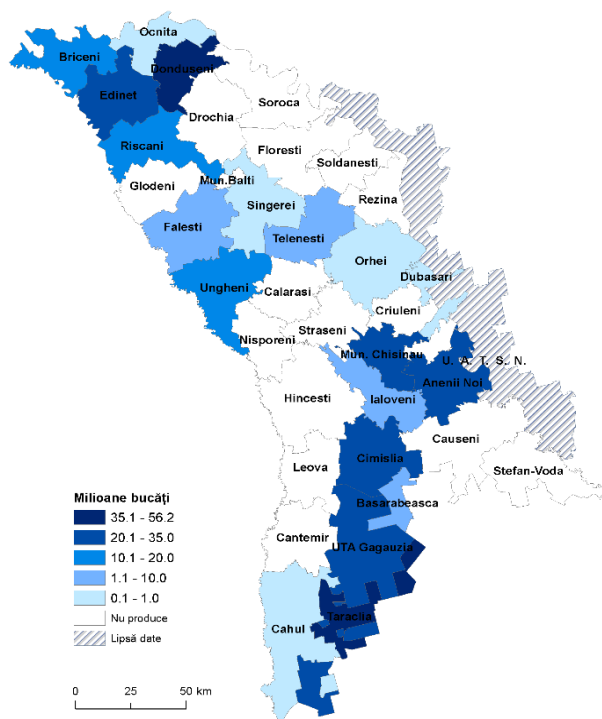 Ocnita
Briceni
Donduseni
Edinet
Soroca
Drochia
Floresti
Riscani
Soldanesti
Mun.Balti
Glodeni
Rezina
Singerei
Falesti
Telenesti
Orhei
Dubasari
Ungheni
Calarasi
Criuleni
Straseni
Nisporeni
Mun. Chisinau
U. A. T. S. N.
Anenii Noi
Hincesti
Ialoveni
Causeni
Cimislia
Leova
Stefan-Voda
Basarabeasca
Cantemir
UTA Gagauzia
Taraclia
Cahul
Milioane bucăți
35.1 - 56.2
20.1 - 35.0
10.1 - 20.0
1.1 - 10.0
0.1 - 1.0
Nu produce
Lipsă date
0 25 50 km